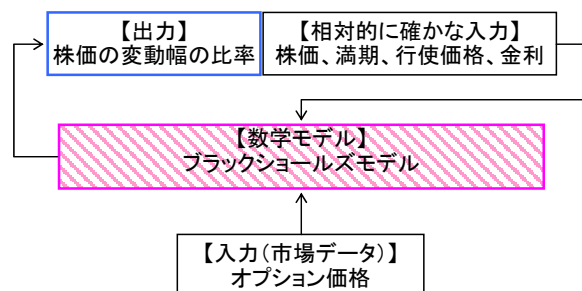 【出力】
株価の変動幅の比率
【相対的に確かな入力】
株価、満期、行使価格、金利
【数学モデル】
ブラックショールズモデル
【入力(市場データ)】
オプション価格